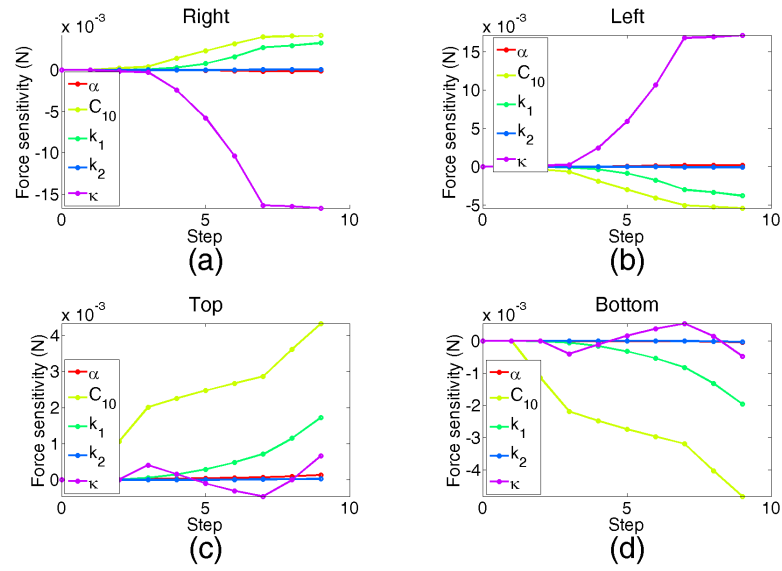 Right
x 10⁻³
Force sensitivity (N)
0
-5
-10
-15
α
C₁₀
k₁
k₂
κ
0 5 10
Step
(a)
Left
x 10⁻³
Force sensitivity (N)
15
10
5
0
-5
α
C₁₀
k₁
k₂
κ
0 5 10
Step
(b)
Top
x 10⁻³
Force sensitivity (N)
4
3
2
1
0
α
C₁₀
k₁
k₂
κ
0 5 10
Step
(c)
Bottom
x 10⁻³
Force sensitivity (N)
0
-1
-2
-3
-4
α
C₁₀
k₁
k₂
κ
0 5 10
Step
(d)